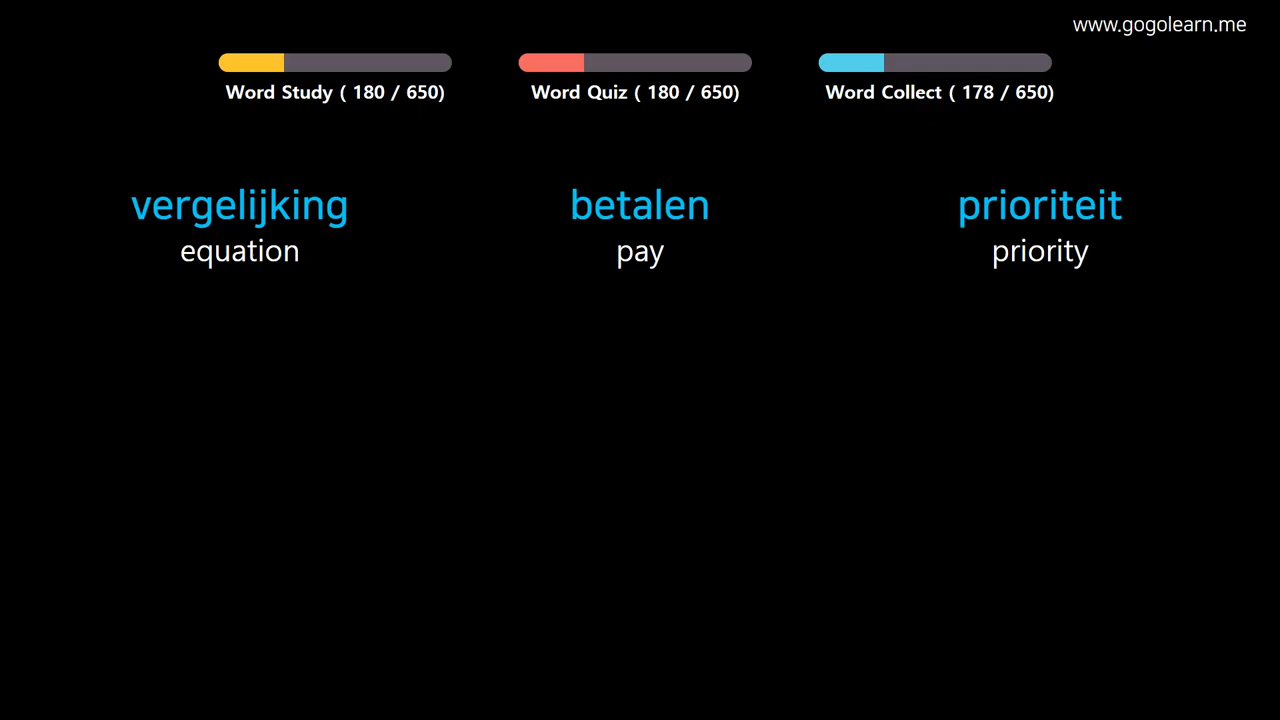 www.gogolearn.me
Word Study ( 180 / 650)
Word Quiz ( 180 / 650)
Word Collect ( 178 / 650)
vergelijking
equation
betalen
pay
prioriteit
priority